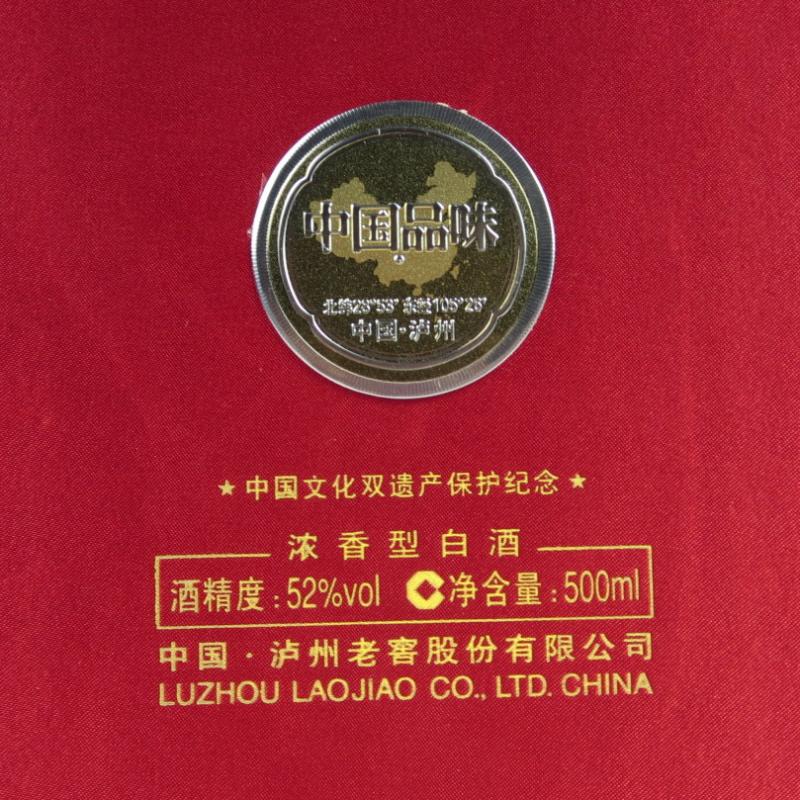 中国品味
北纬28°53′ 东经105°26′
中国·泸州
★中国文化双遗产保护纪念★
浓香型白酒
酒精度:52%vol 净含量:500ml
中国·泸州老窖股份有限公司
LUZHOU LAOJIAO CO., LTD. CHINA